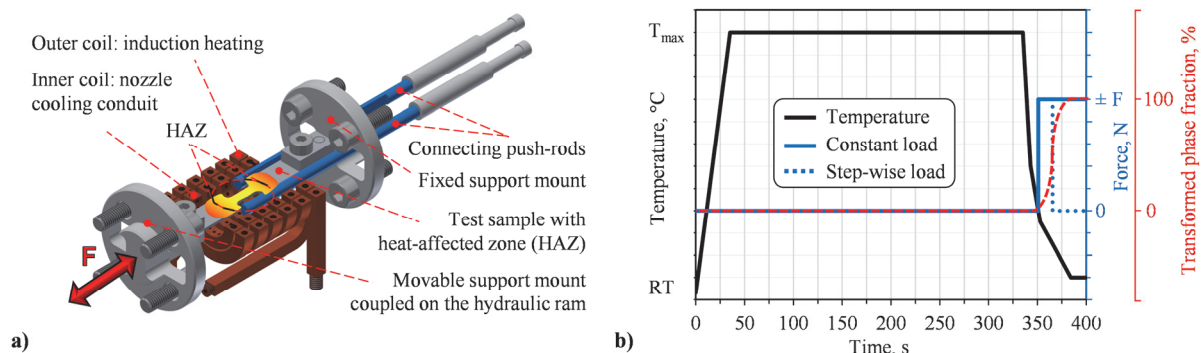 Outer coil: induction heating
Inner coil: nozzle
cooling conduit
HAZ
Connecting push-rods
Fixed support mount
Test sample with
heat-affected zone (HAZ)
Movable support mount
coupled on the hydraulic ram
F
a)
T max
Temperature, °C
RT
Temperature
Constant load
Step-wise load
± F
0
Force, N
100
0
Transformed phase fraction, %
0 50 100 150 200 250 300 350 400
Time, s
b)